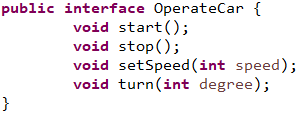 public interface OperateCar {
        void start();
        void stop();
        void setSpeed(int speed);
        void turn(int degree);
}